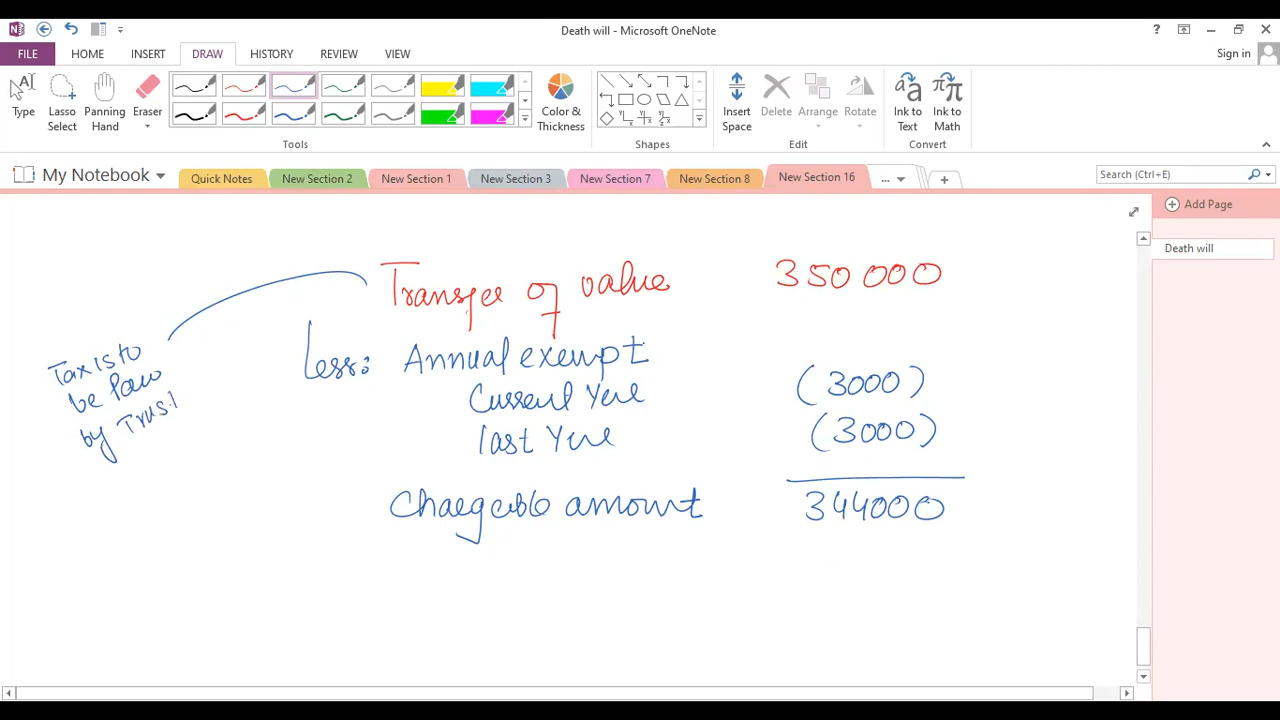 Death will - Microsoft OneNote
FILE HOME INSERT DRAW HISTORY REVIEW VIEW
Sign in
Type
Lasso Select
Panning Hand
Eraser
Color & Thickness
Insert Space
Delete
Arrange
Rotate
Ink to Text
Ink to Math
Tools Shapes Edit Convert
My Notebook Quick Notes New Section 2 New Section 1 New Section 3 New Section 7 New Section 8 New Section 16 ... Search (Ctrl+E)
Add Page
Death will
Transfer of value 350000
Less: Annual exempt
Current Year (3000)
last Year (3000)
Chargeable amount 344000
Tax is to
be
by Trust